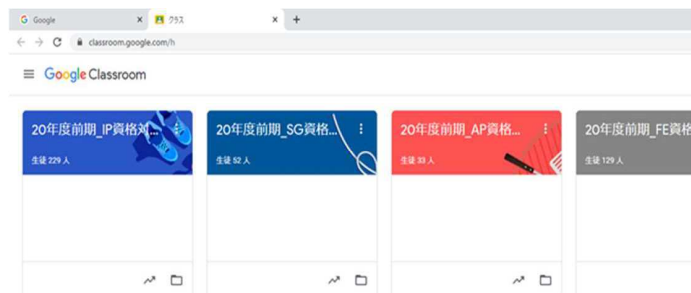 Google
クラス
classroom.google.com/h
Google Classroom
20年度前期_IP資格対...
生徒 229 人
20年度前期_SG資格...
生徒 52 人
20年度前期_AP資格...
生徒 33 人
20年度前期_FE資格
生徒 129 人